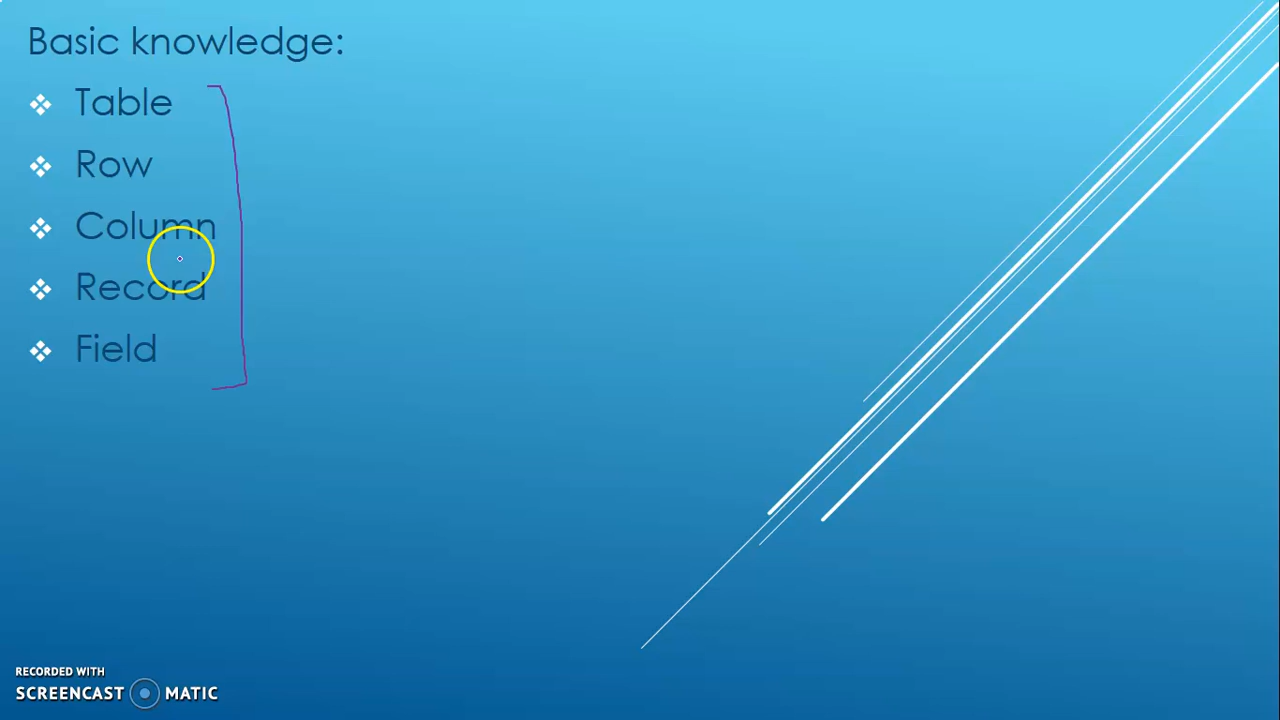 Basic knowledge:
Table
Row
Column
Record
Field
RECORDED WITH
SCREENCAST MATIC